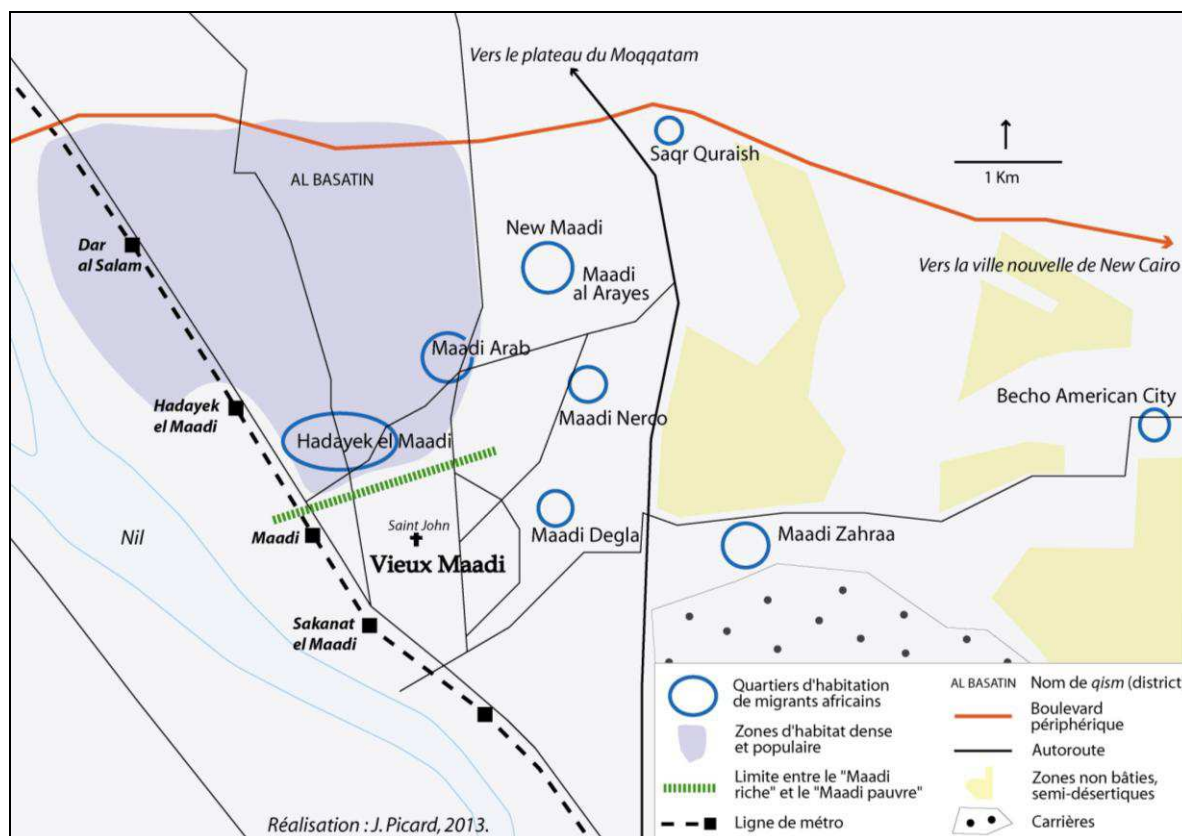 Vers le plateau du Moqqatam
Saqr Quraish
1 Km
AL BASATIN
New Maadi
Dar
al Salam
Maadi
al Arayes
Vers la ville nouvelle de New Cairo
Maadi Arab
Hadayek
el Maadi
Maadi Nerco
Becho American City
Hadayek el Maadi
Nil
Maadi
Saint John
Vieux Maadi
Maadi Degla
Maadi Zahraa
Sakanat
el Maadi
Quartiers d'habitation
de migrants africains
Zones d'habitat dense
et populaire
Limite entre le "Maadi
riche" et le "Maadi pauvre"
Ligne de métro
AL BASATIN Nom de qism (district
Boulevard
périphérique
Autoroute
Zones non bâties,
semi-désertiques
Carrières
Réalisation : J. Picard, 2013.